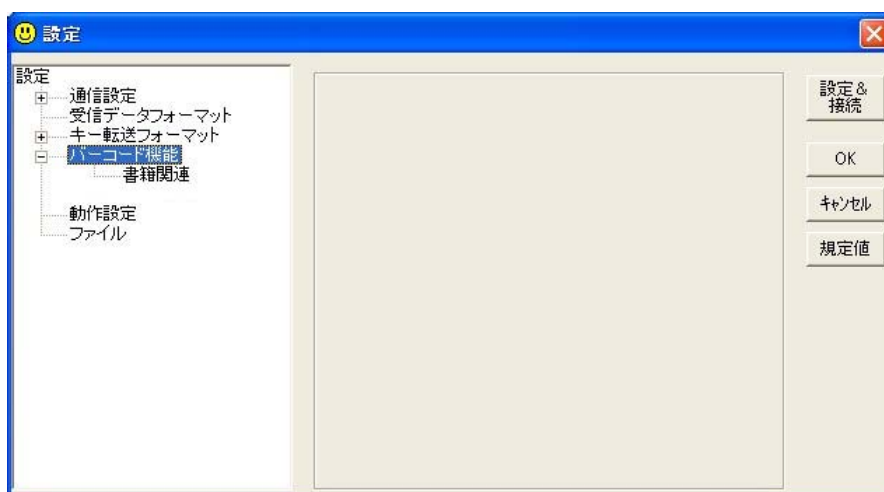 設定
設定
通信設定
受信データフォーマット
キー転送フォーマット
バーコード機能
書籍関連
動作設定
ファイル
設定&
接続
OK
キャンセル
規定値